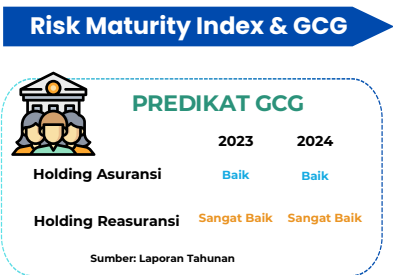 Risk Maturity Index & GCG
PREDIKAT GCG
2023 2024
Holding Asuransi Baik Baik
Holding Reasuransi Sangat Baik Sangat Baik
Sumber: Laporan Tahunan